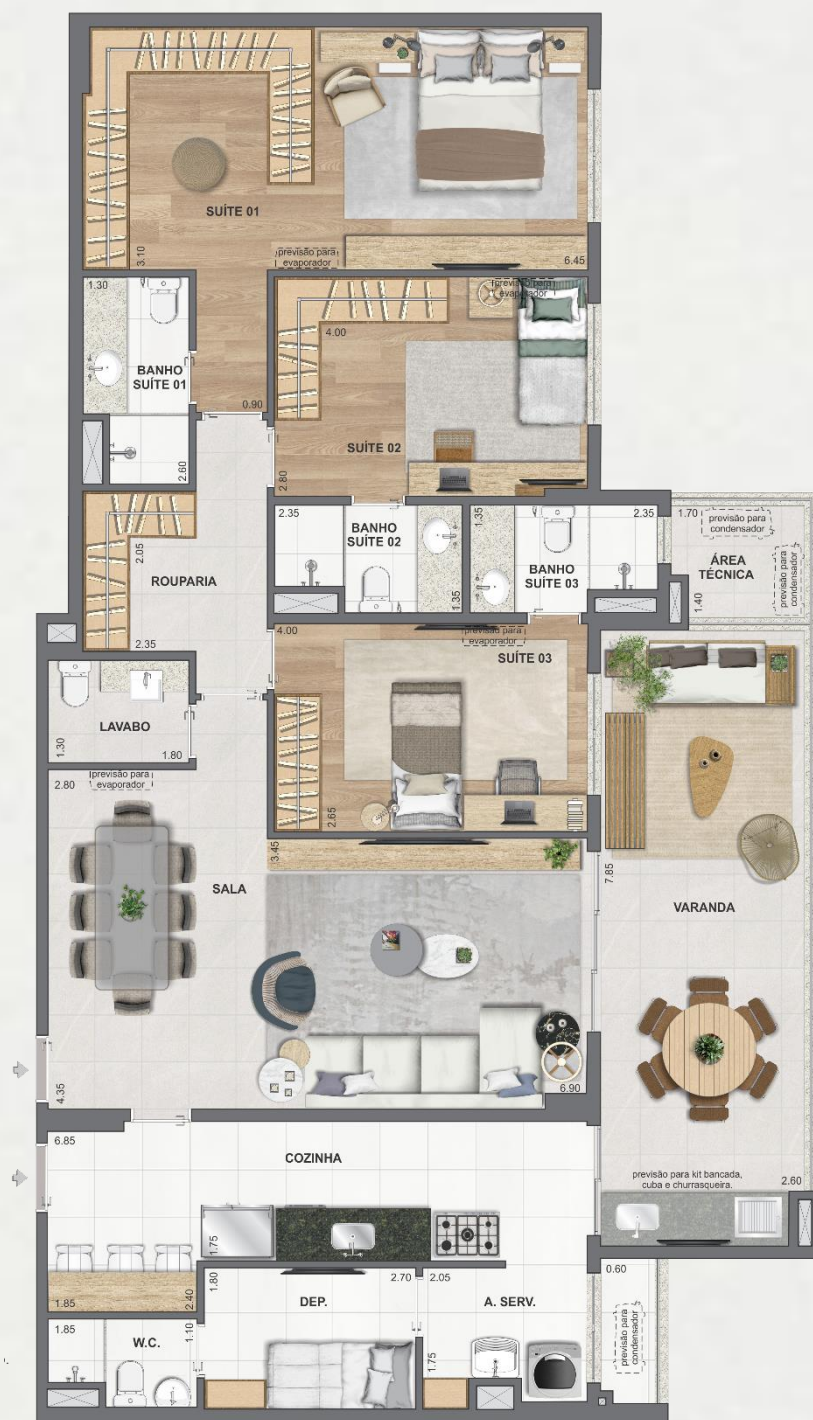 SUÍTE 01
3.10
previsão para
evaporador
6.45
1.30
BANHO
SUÍTE 01
0.90
2.60
previsão para
evaporador
4.00
SUÍTE 02
2.80
2.35
BANHO
SUÍTE 02
1.35
1.35
BANHO
SUÍTE 03
2.35
1.70
previsão para
condensador
ÁREA
TÉCNICA
previsão para
condensador
1.40
2.05
ROUPARIA
2.35
4.00
previsão para
evaporador
SUÍTE 03
2.65
LAVABO
1.30
1.80
previsão para
evaporador
2.80
3.45
SALA
7.85
VARANDA
4.35
6.90
6.85
COZINHA
previsão para kit bancada,
cuba e churrasqueira.
2.60
1.75
1.85
2.40
1.80
DEP.
2.70
2.05
A. SERV.
0.60
previsão para
condensador
1.85
W.C.
1.10
1.75